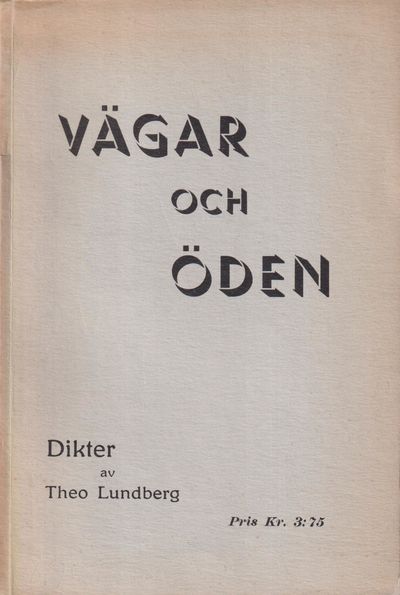 VÄGAR
OCH
ÖDEN
Dikter
av
Theo Lundberg
Pris Kr. 3:75